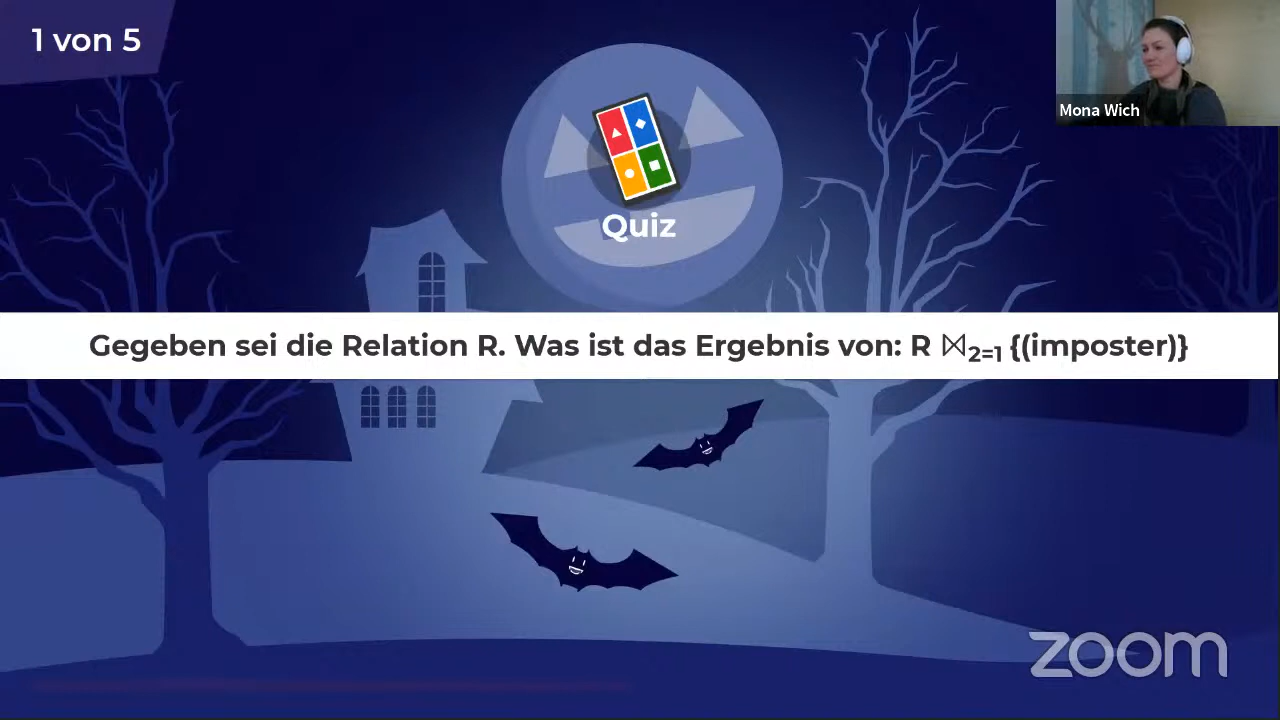 1 von 5
Mona Wich
Quiz
Gegeben sei die Relation R. Was ist das Ergebnis von: R ⋈₂₌₁ {(imposter)}
zoom